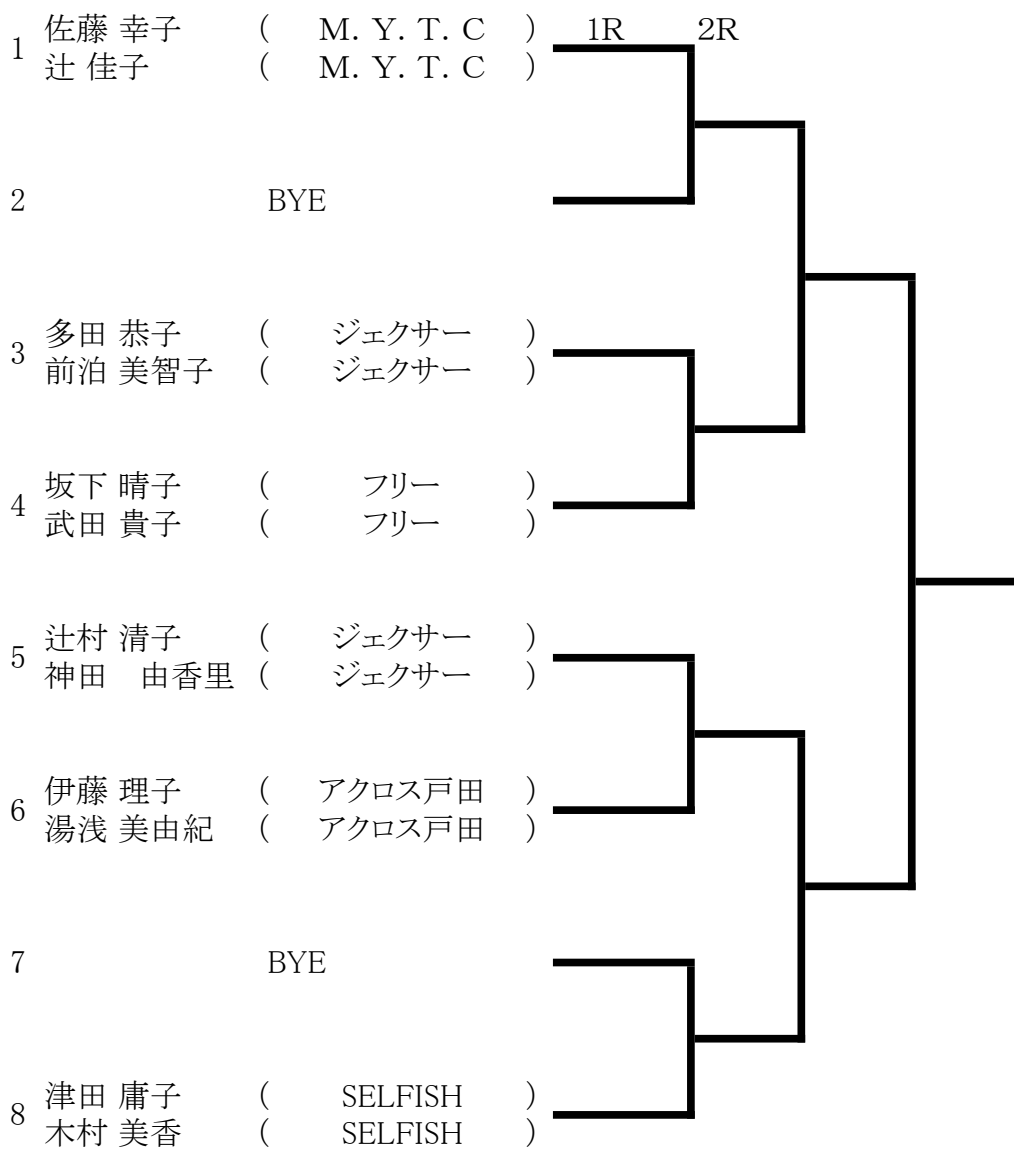 佐藤 幸子 ( M.Y.T.C ) 1R 2R
1
辻 佳子 ( M.Y.T.C )
2 BYE
多田 恭子 ( ジェクサー )
3
前泊 美智子 ( ジェクサー )
坂下 晴子 ( フリー )
4
武田 貴子 ( フリー )
辻村 清子 ( ジェクサー )
5
神田　由香里 ( ジェクサー )
伊藤 理子 ( アクロス戸田 )
6
湯浅 美由紀 ( アクロス戸田 )
7 BYE
津田 庸子 ( SELFISH )
8
木村 美香 ( SELFISH )